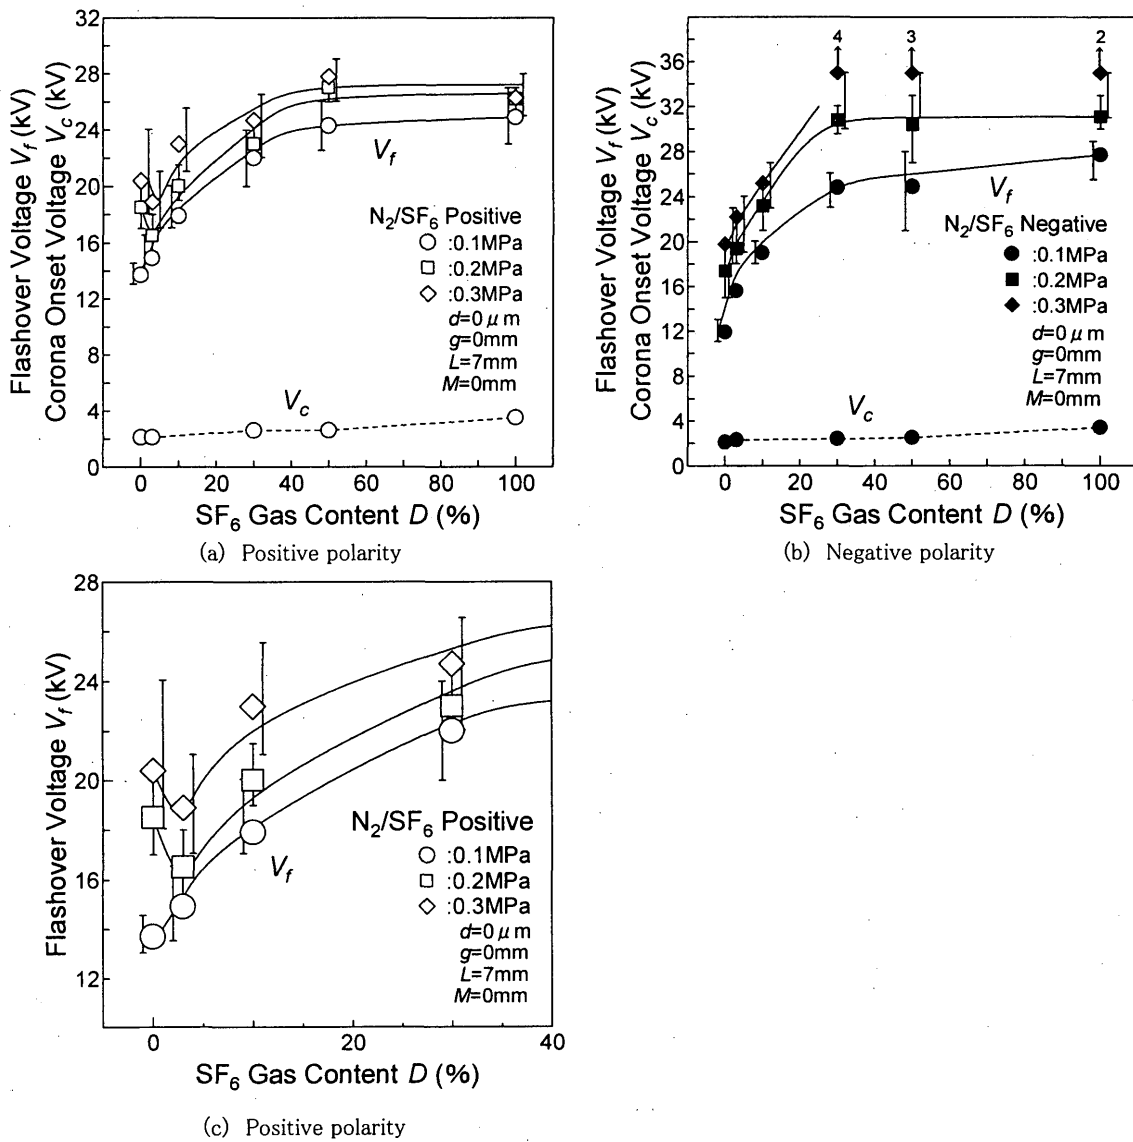 Flashover Voltage V_f (kV)
Corona Onset Voltage V_c (kV)
32
28
24
20
16
12
8
4
0
V_f
N₂/SF₆ Positive
:0.1MPa
:0.2MPa
:0.3MPa
d=0 μm
g=0mm
L=7mm
M=0mm
V_c
0 20 40 60 80 100
SF₆ Gas Content D (%)
(a) Positive polarity
Flashover Voltage V_f (kV)
Corona Onset Voltage V_c (kV)
4 3 2
36
32
28
24
20
16
12
8
4
0
V_f
N₂/SF₆ Negative
:0.1MPa
:0.2MPa
:0.3MPa
d=0 μm
g=0mm
L=7mm
M=0mm
V_c
0 20 40 60 80 100
SF₆ Gas Content D (%)
(b) Negative polarity
Flashover Voltage V_f (kV)
28
24
20
16
12
N₂/SF₆ Positive
V_f
:0.1MPa
:0.2MPa
:0.3MPa
d=0 μm
g=0mm
L=7mm
M=0mm
0 20 40
SF₆ Gas Content D (%)
(c) Positive polarity